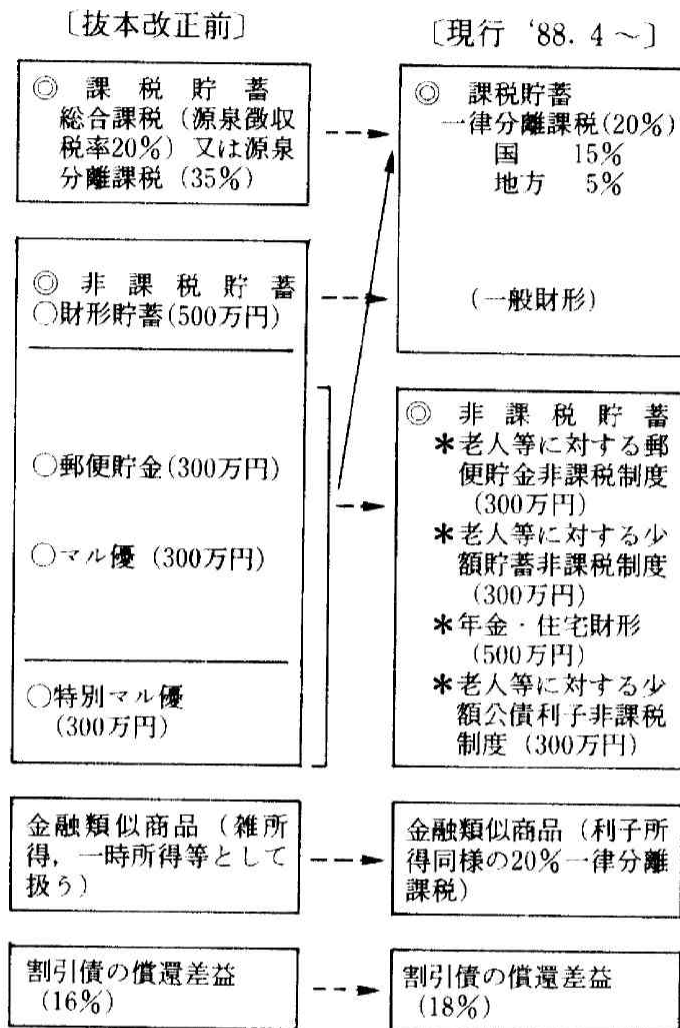 〔抜本改正前〕
◎ 課税貯蓄
総合課税（源泉徴収
税率20%）又は源泉
分離課税（35%）
◎ 非課税貯蓄
○財形貯蓄(500万円)
○郵便貯金(300万円)
○マル優（300万円）
○特別マル優
（300万円）
金融類似商品（雑所
得，一時所得等として
扱う）
割引債の償還差益
（16%）
〔現行 '88. 4～〕
◎ 課税貯蓄
一律分離課税(20%)
国 15%
地方 5%
（一般財形）
◎ 非課税貯蓄
＊老人等に対する郵
便貯金非課税制度
（300万円）
＊老人等に対する少
額貯蓄非課税制度
（300万円）
＊年金・住宅財形
（500万円）
＊老人等に対する少
額公債利子非課税
制度（300万円）
金融類似商品（利子所
得同様の20%一律分離
課税）
割引債の償還差益
（18%）